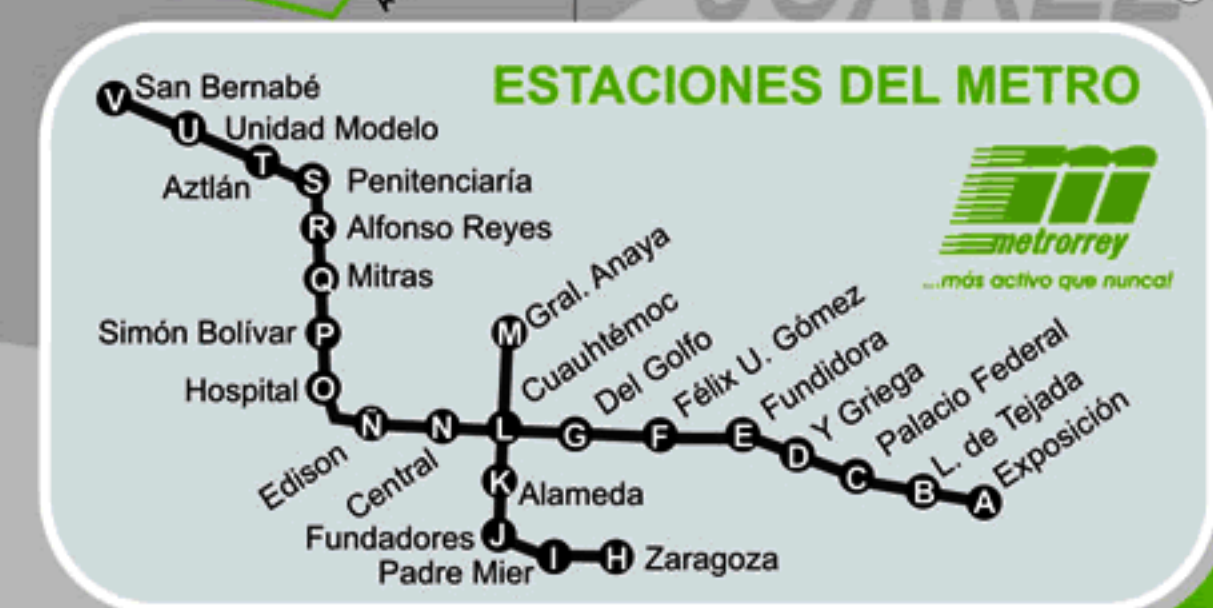 JUÁREZ
ESTACIONES DEL METRO
metrorrey
...más activo que nunca!
V San Bernabé
U Unidad Modelo
T Aztlán
S Penitenciaría
R Alfonso Reyes
Q Mitras
P Simón Bolívar
O Hospital
Ñ Edison
N Central
M Gral. Anaya
L Cuauhtémoc
G Del Golfo
F Félix U. Gómez
E Fundidora
D Y Griega
C Palacio Federal
B L. de Tejada
A Exposición
K Alameda
J Fundadores
I Padre Mier
H Zaragoza